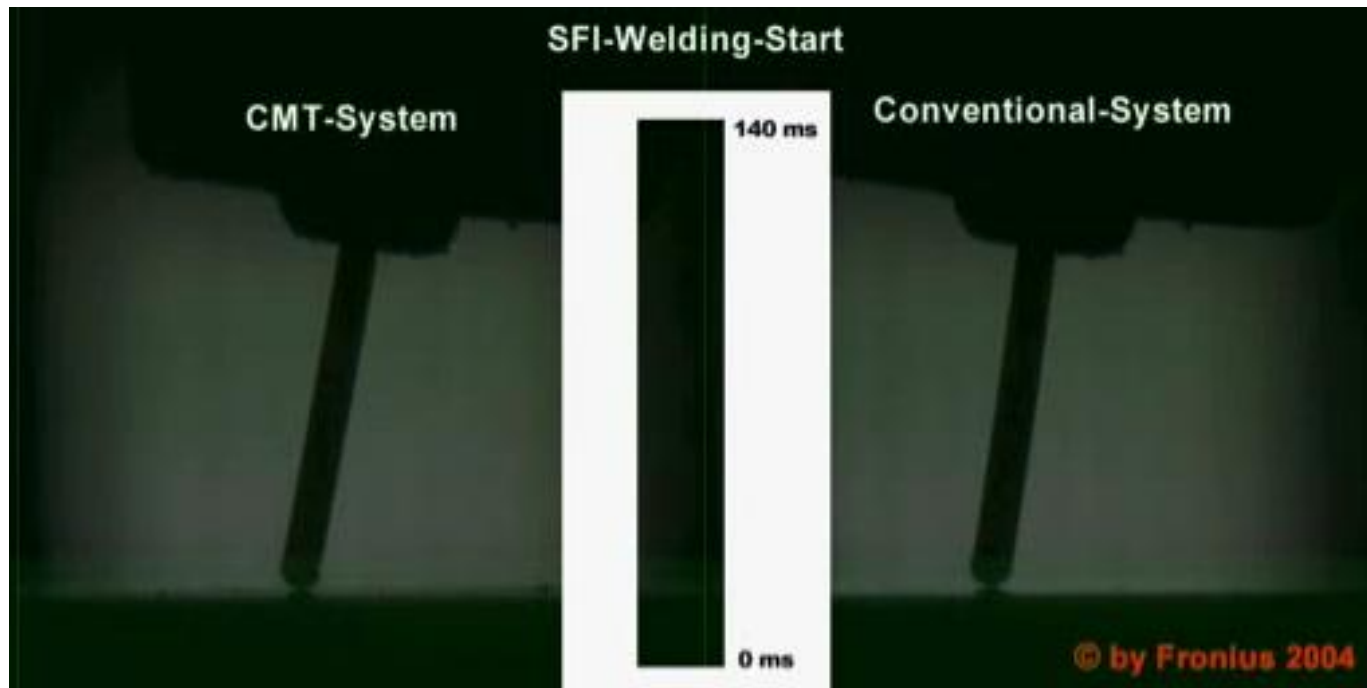 SFI-Welding-Start
CMT-System
Conventional-System
140 ms
0 ms
© by Fronius 2004